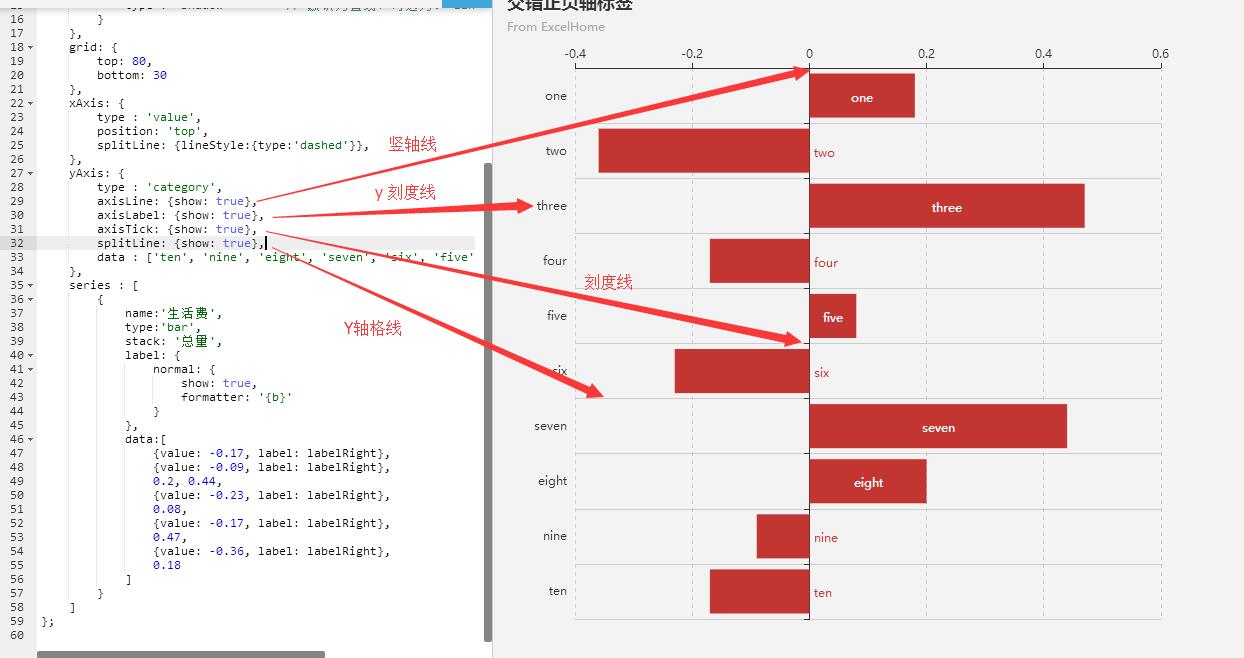 16 }
17 },
18 grid: {
19 top: 80,
20 bottom: 30
21 },
22 xAxis: {
23 type : 'value',
24 position: 'top',
25 splitLine: {lineStyle:{type:'dashed'}},
26 },
27 yAxis: {
28 type : 'category',
29 axisLine: {show: true},
30 axisLabel: {show: true},
31 axisTick: {show: true},
32 splitLine: {show: true},
33 data : ['ten', 'nine', 'eight', 'seven', 'six', 'five'
34 },
35 series : [
36 {
37 name:'生活费',
38 type:'bar',
39 stack: '总量',
40 label: {
41 normal: {
42 show: true,
43 formatter: '{b}'
44 }
45 },
46 data:[
47 {value: -0.17, label: labelRight},
48 {value: -0.09, label: labelRight},
49 0.2, 0.44,
50 {value: -0.23, label: labelRight},
51 0.08,
52 {value: -0.17, label: labelRight},
53 0.47,
54 {value: -0.36, label: labelRight},
55 0.18
56 ]
57 }
58 ]
59 };
60
竖轴线
y 刻度线
刻度线
Y轴格线
交错正负轴标签
From ExcelHome
-0.4 -0.2 0 0.2 0.4 0.6
one one
two two
three three
four four
five five
six six
seven seven
eight eight
nine nine
ten ten